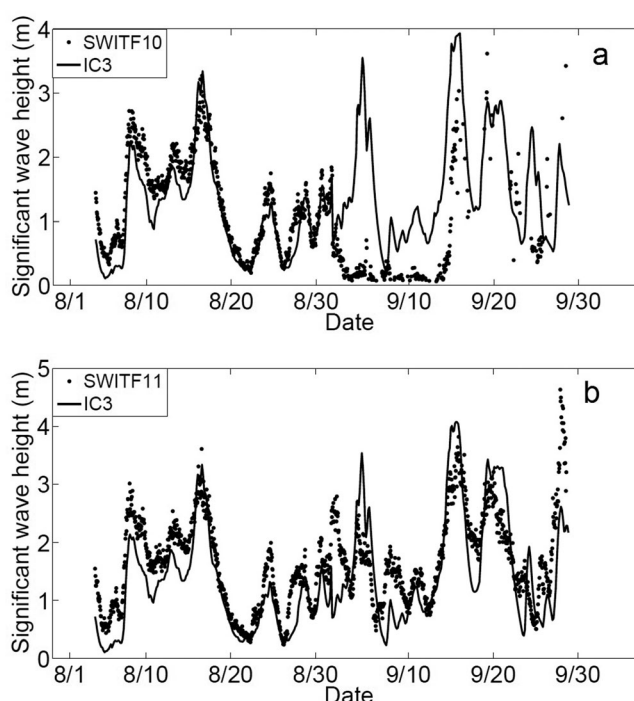 Significant wave height (m)
4
3
2
1
0
SWITF10
IC3
a
8/1 8/10 8/20 8/30 9/10 9/20 9/30
Date
Significant wave height (m)
5
4
3
2
1
0
SWITF11
IC3
b
8/1 8/10 8/20 8/30 9/10 9/20 9/30
Date